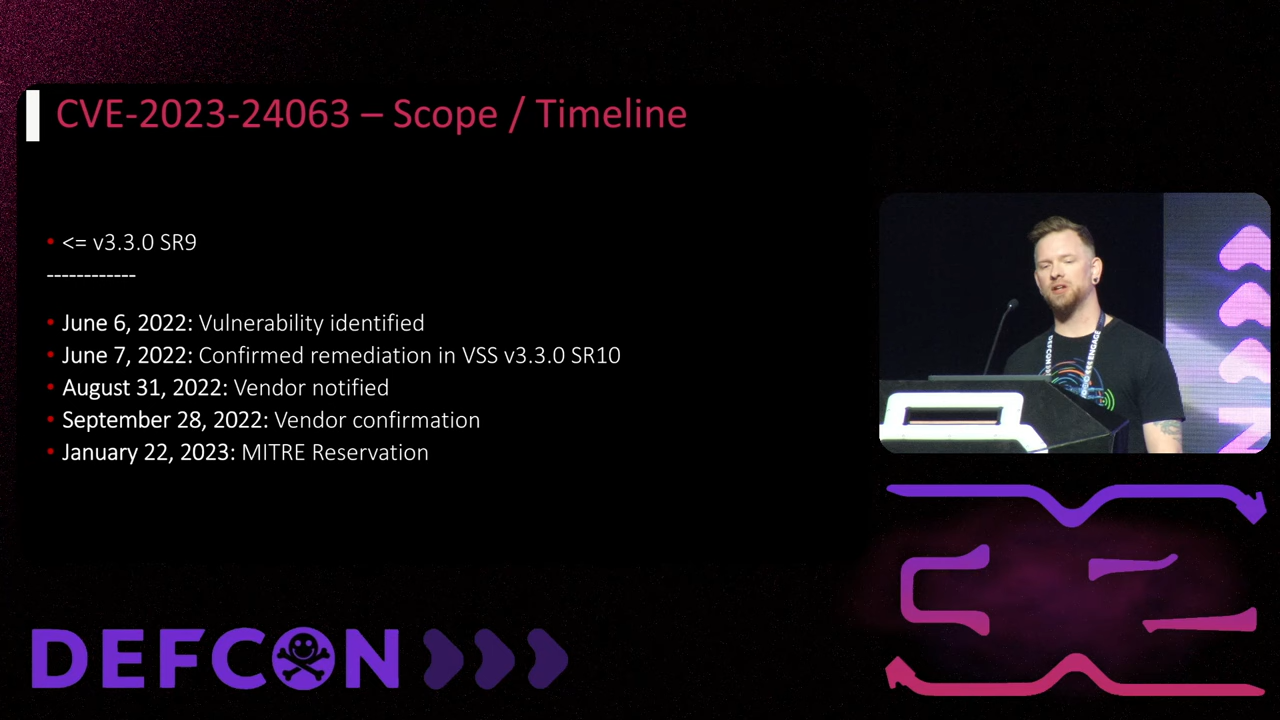 CVE-2023-24063 – Scope / Timeline
• <= v3.3.0 SR9
------------
• June 6, 2022: Vulnerability identified
• June 7, 2022: Confirmed remediation in VSS v3.3.0 SR10
• August 31, 2022: Vendor notified
• September 28, 2022: Vendor confirmation
• January 22, 2023: MITRE Reservation
ENGAGE
DEFCON